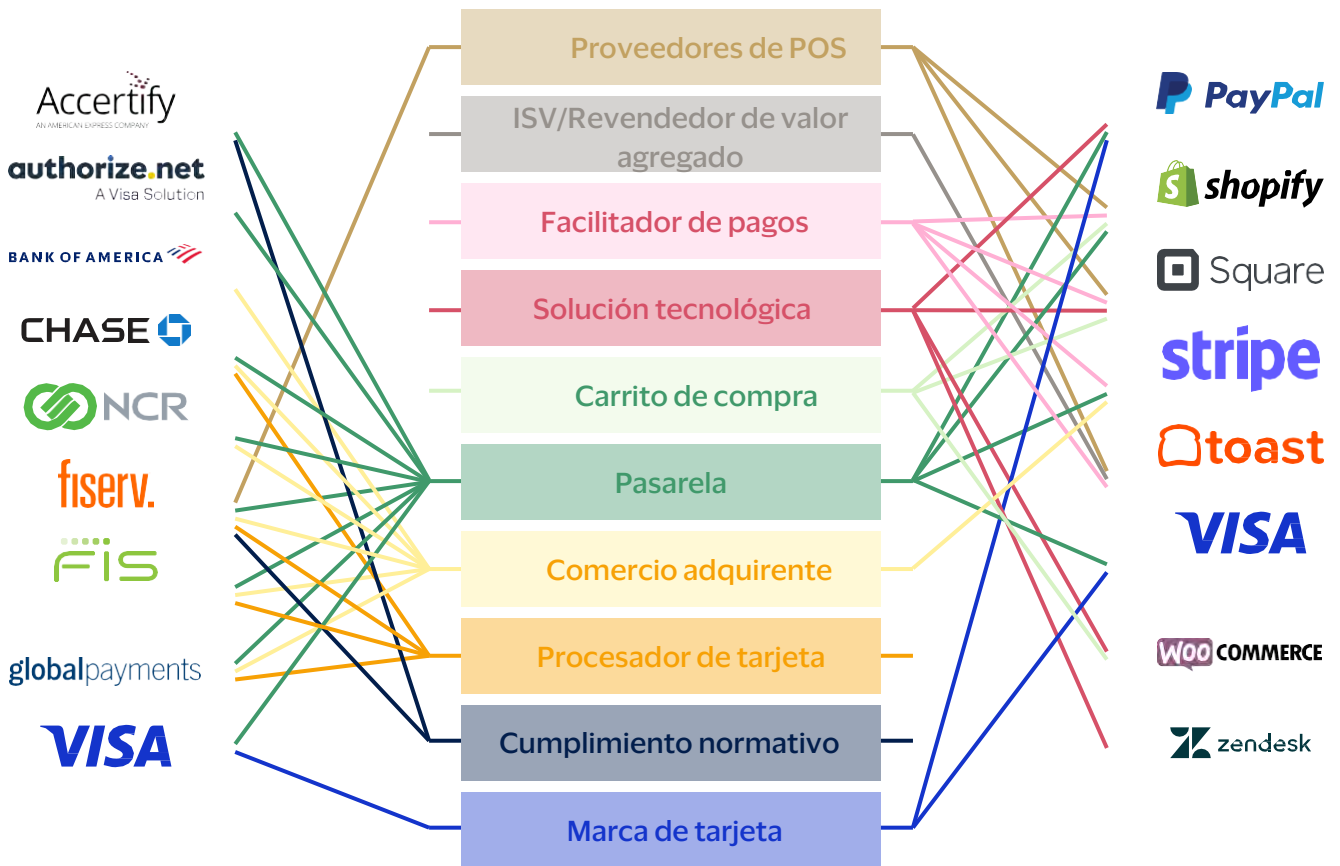 Accertify
AN AMERICAN EXPRESS COMPANY
authorize.net
A Visa Solution
BANK OF AMERICA
CHASE
NCR
fiserv.
FIS
globalpayments
VISA
Proveedores de POS
ISV/Revendedor de valor
agregado
Facilitador de pagos
Solución tecnológica
Carrito de compra
Pasarela
Comercio adquirente
Procesador de tarjeta
Cumplimiento normativo
Marca de tarjeta
PayPal
shopify
Square
stripe
toast
VISA
WOO COMMERCE
zendesk